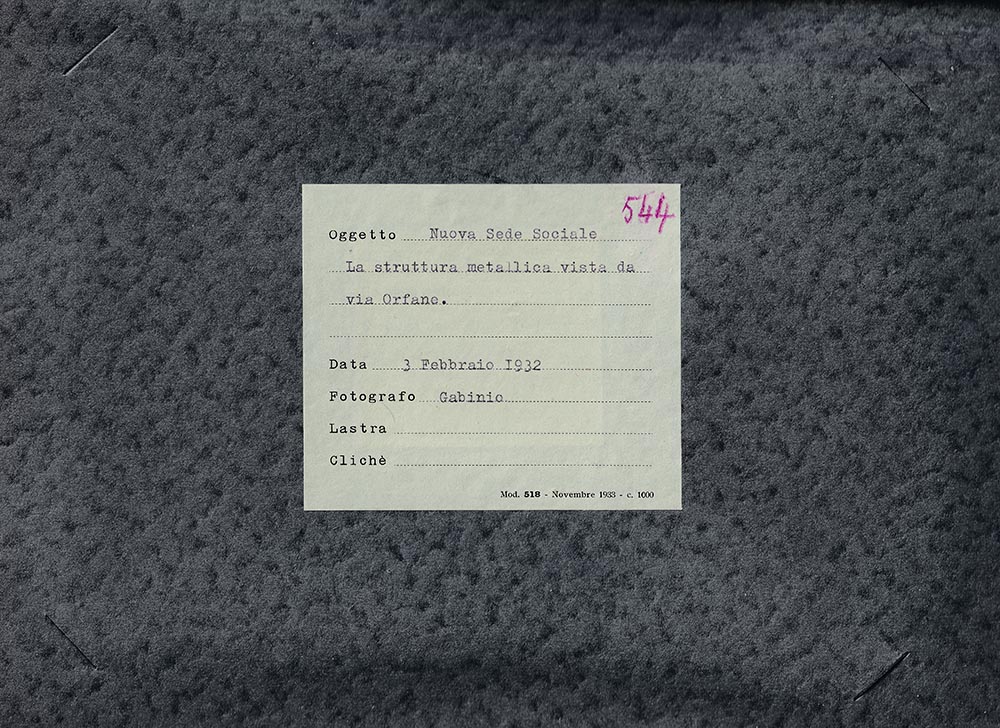 544
Oggetto Nuova Sede Sociale
La struttura metallica vista da
via Orfane.
Data 3 Febbraio I932
Fotografo Gabinio
Lastra
Clichè
Mod. 518 - Novembre 1933 - c. 1000